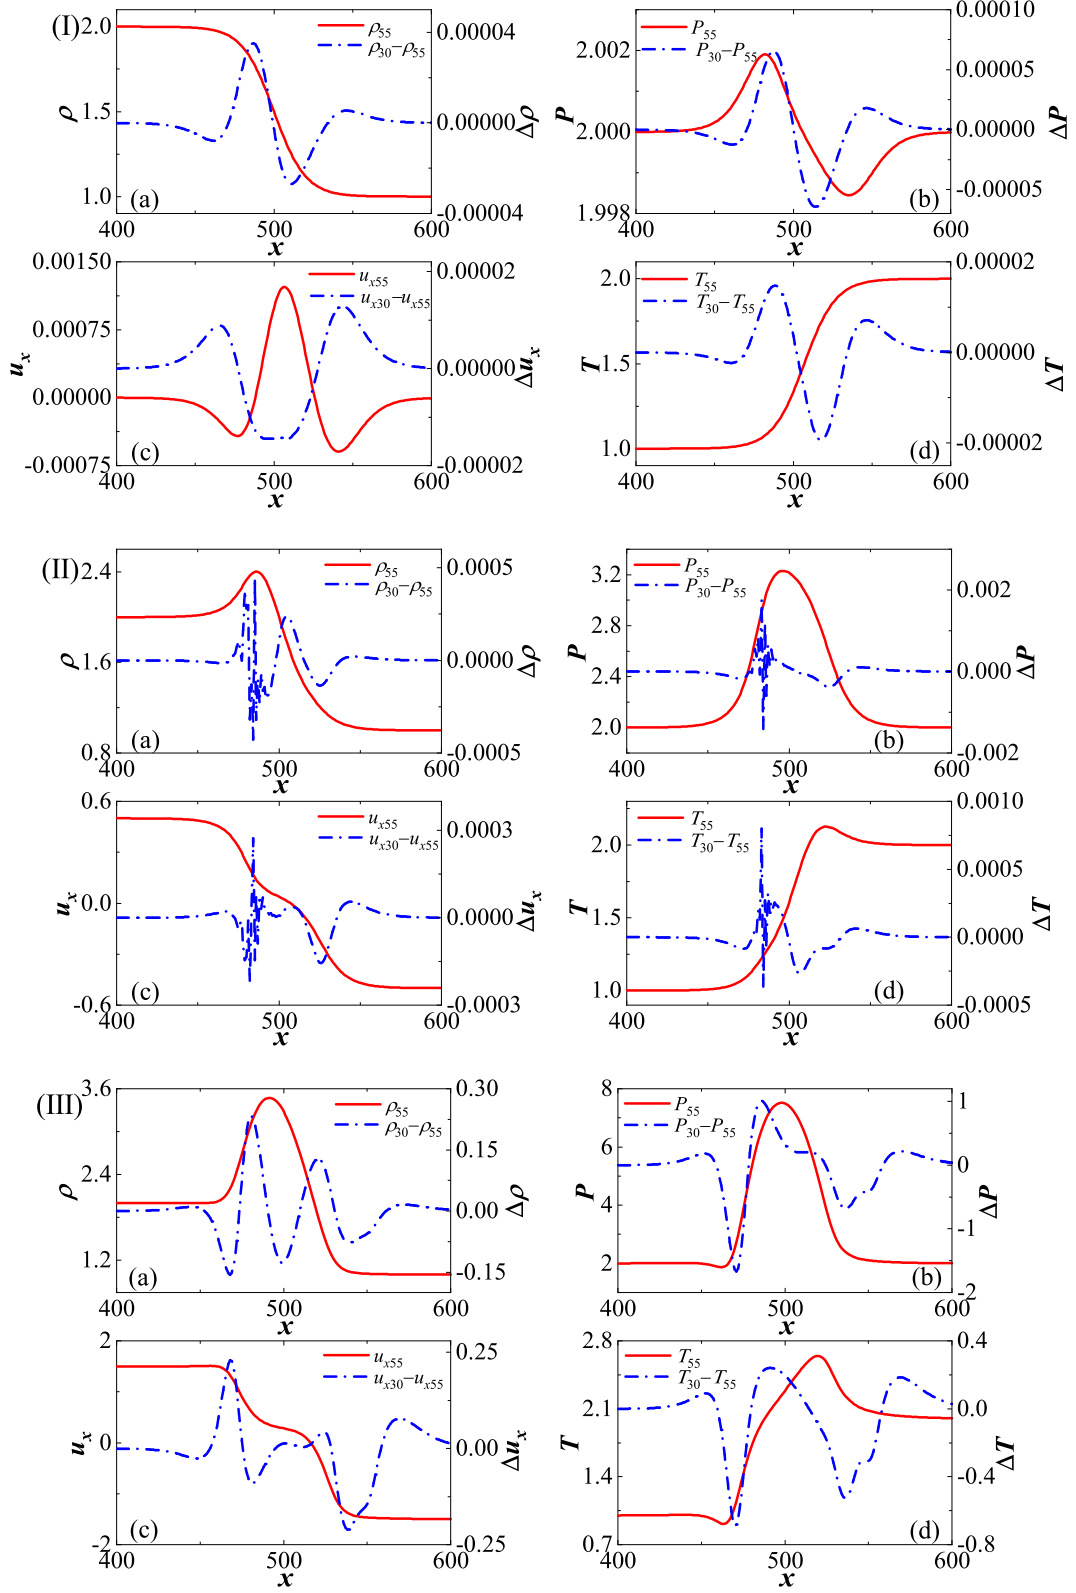 (I)
2.0
1.5
1.0
ρ
ρ55
ρ30−ρ55
0.00004
0.00000
-0.00004
Δρ
(a)
400 500 600
x
2.002
2.000
1.998
P
P55
P30−P55
0.00010
0.00005
0.00000
-0.00005
ΔP
(b)
400 500 600
x
0.00150
0.00075
0.00000
-0.00075
ux
ux55
ux30−ux55
0.00002
0.00000
-0.00002
Δux
(c)
400 500 600
x
2.0
1.5
1.0
T
T55
T30−T55
0.00002
0.00000
-0.00002
ΔT
(d)
400 500 600
x
(II)
2.4
1.6
0.8
ρ
ρ55
ρ30−ρ55
0.0005
0.0000
-0.0005
Δρ
(a)
400 500 600
x
3.2
2.8
2.4
2.0
P
P55
P30−P55
0.002
0.000
-0.002
ΔP
(b)
400 500 600
x
0.6
0.0
-0.6
ux
ux55
ux30−ux55
0.0003
0.0000
-0.0003
Δux
(c)
400 500 600
x
2.0
1.5
1.0
T
T55
T30−T55
0.0010
0.0005
0.0000
-0.0005
ΔT
(d)
400 500 600
x
(III)
3.6
2.4
1.2
ρ
ρ55
ρ30−ρ55
0.30
0.15
0.00
-0.15
Δρ
(a)
400 500 600
x
8
6
4
2
P
P55
P30−P55
1
0
-1
-2
ΔP
(b)
400 500 600
x
2
0
-2
ux
ux55
ux30−ux55
0.25
0.00
-0.25
Δux
(c)
400 500 600
x
2.8
2.1
1.4
0.7
T
T55
T30−T55
0.4
0.0
-0.4
-0.8
ΔT
(d)
400 500 600
x